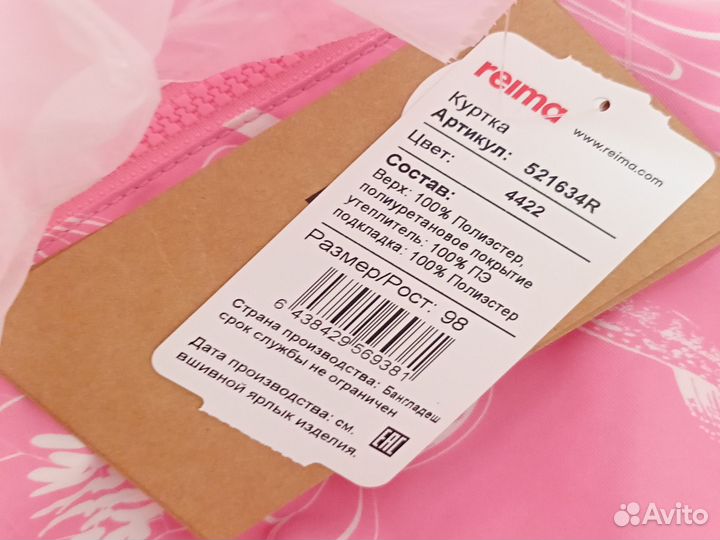 reima
www.reima.com
Куртка
Артикул: 521634R
Цвет: 4422
Состав:
Верх: 100% Полиэстер,
полиуретановое покрытие
утеплитель: 100% ПЭ
подкладка: 100% Полиэстер
Размер/Рост: 98
6 438429 569381
Страна производства: Бангладеш
срок службы не ограничен
Дата производства: см.
вшивной ярлык изделия.
EAC
Avito